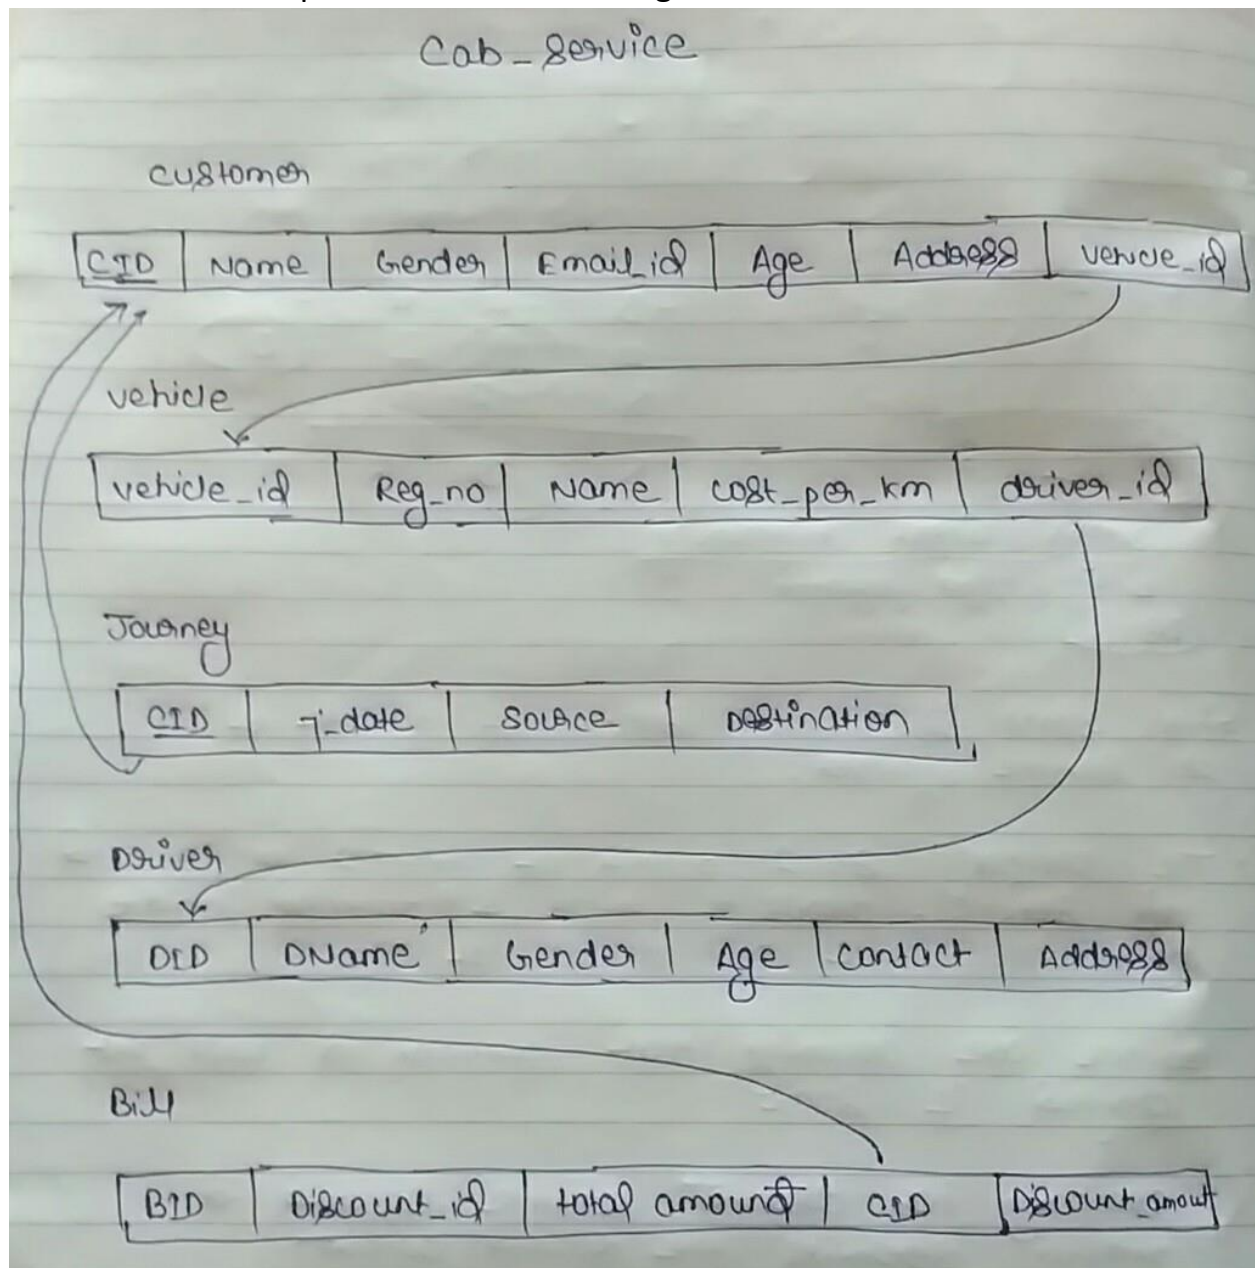 Cab_Service
Customer
CID Name Gender Email_id Age Address vehicle_id
vehicle
vehicle_id Reg_no Name cost_per_km driver_id
Journey
CID j_date Source Destination
Driver
DID DName Gender Age Contact Address
Bill
BID Discount_id total amount CID Discount_amout